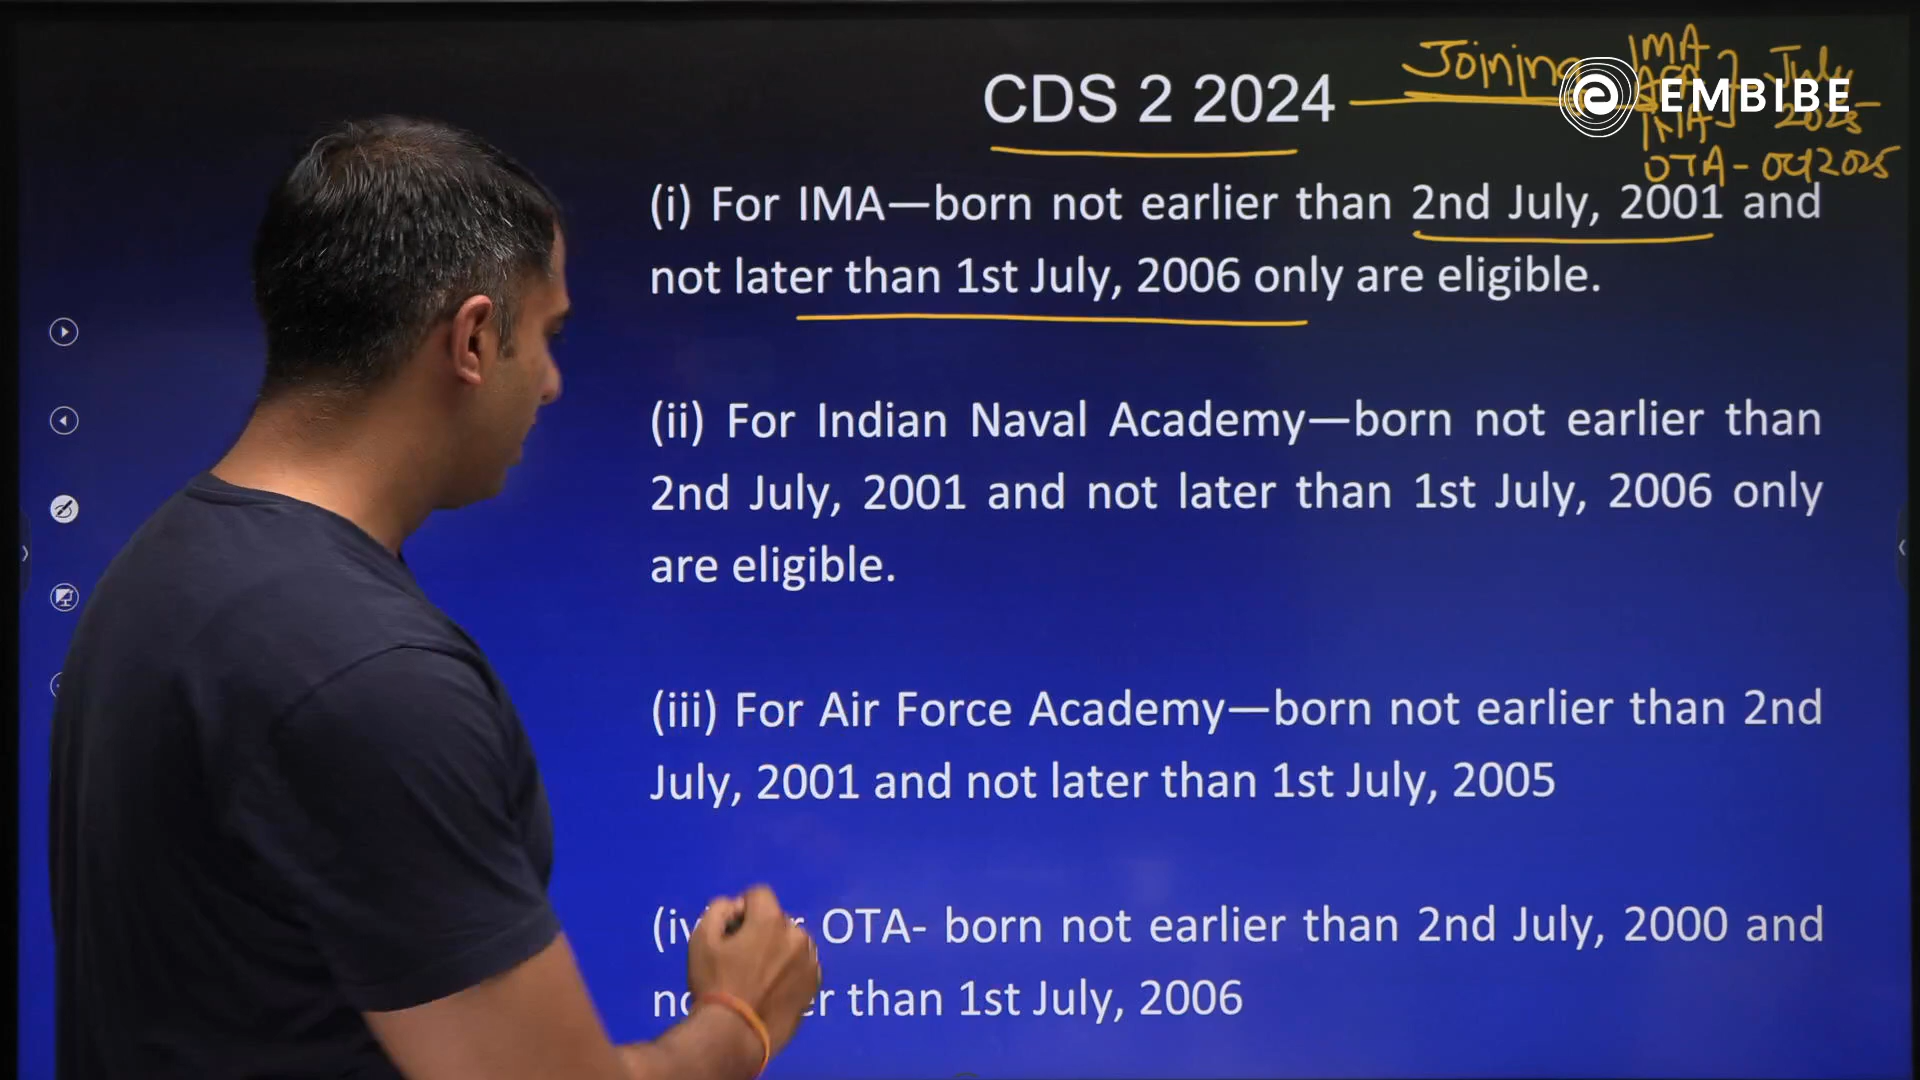 CDS 2 2024
Joining
IMA
July
2025
OTA - Oct 2025
EMBIBE
(i) For IMA—born not earlier than 2nd July, 2001 and
not later than 1st July, 2006 only are eligible.
(ii) For Indian Naval Academy—born not earlier than
2nd July, 2001 and not later than 1st July, 2006 only
are eligible.
(iii) For Air Force Academy—born not earlier than 2nd
July, 2001 and not later than 1st July, 2005
(iv OTA- born not earlier than 2nd July, 2000 and
than 1st July, 2006